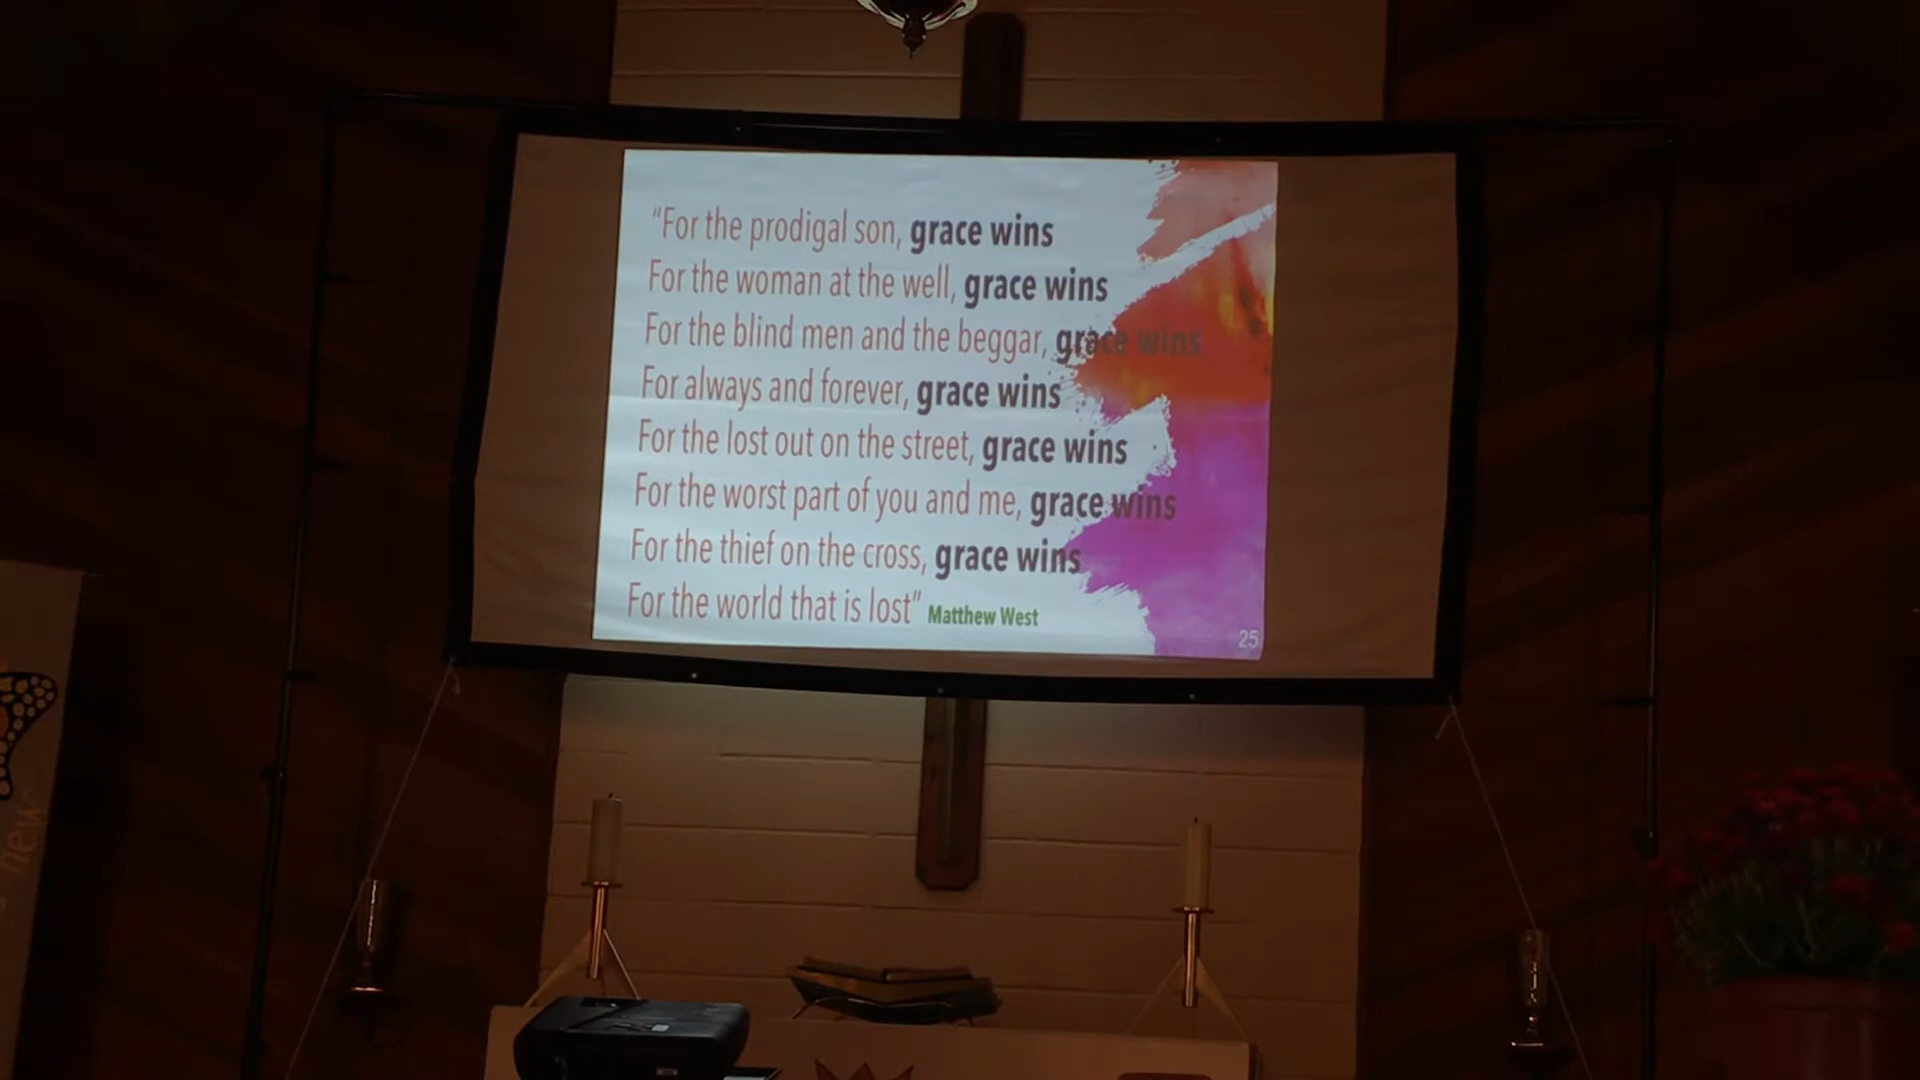 “For the prodigal son, grace wins
For the woman at the well, grace wins
For the blind men and the beggar, grace wins
For always and forever, grace wins
For the lost out on the street, grace wins
For the worst part of you and me, grace wins
For the thief on the cross, grace wins
For the world that is lost” Matthew West
25
new